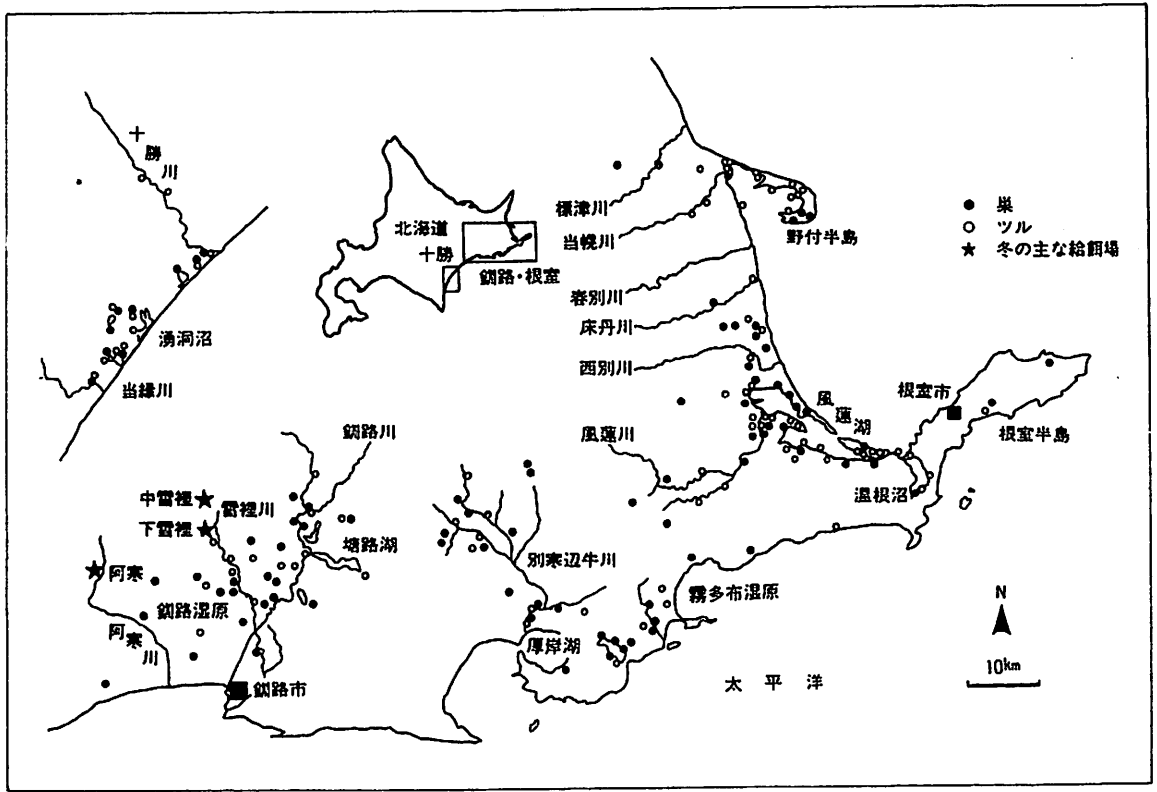 十勝川
湧洞沼
当縁川
北海道
十勝
釧路・根室
標津川
当幌川
春別川
床丹川
西別川
風蓮川
野付半島
● 巣
○ ツル
★ 冬の主な給餌場
風蓮湖
根室市
根室半島
温根沼
釧路川
中雪裡
雪裡川
下雪裡
塘路湖
阿寒
釧路湿原
阿寒川
釧路市
別寒辺牛川
厚岸湖
霧多布湿原
太平洋
N
10km